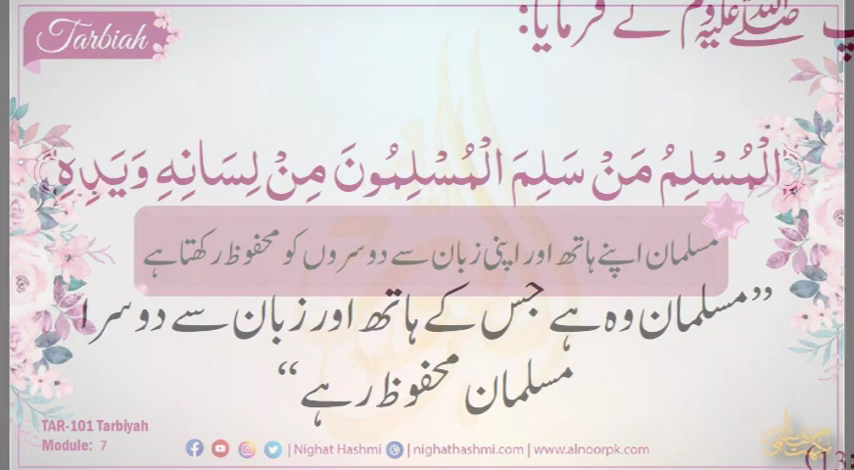 Tarbiah
صلی اللہ علیہ وسلم نے فرمایا:
الْمُسْلِمُ مَنْ سَلِمَ الْمُسْلِمُونَ مِنْ لِسَانِهِ وَيَدِهِ
مسلمان اپنے ہاتھ اور اپنی زبان سے دوسروں کو محفوظ رکھتا ہے
”مسلمان وہ ہے جس کے ہاتھ اور زبان سے دوسرا
مسلمان محفوظ رہے“
TAR-101 Tarbiyah
Module: 7
| Nighat Hashmi | nighathashmi.com | www.alnoorpk.com